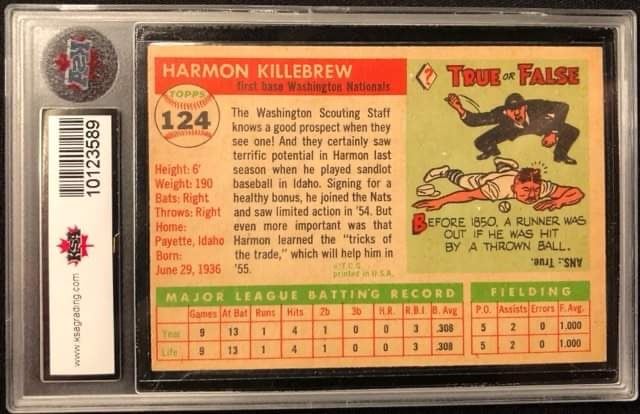 KSA
10123589
KSA
www.ksagrading.com
HARMON KILLEBREW
first base Washington Nationals
TOPPS
124
Height: 6'
Weight: 190
Bats: Right
Throws: Right
Home:
Payette, Idaho
Born:
June 29, 1936
The Washington Scouting Staff
knows a good prospect when they
see one! And they certainly saw
terrific potential in Harmon last
season when he played sandlot
baseball in Idaho. Signing for a
healthy bonus, he joined the Nats
and saw limited action in '54. But
even more important was that
Harmon learned the "tricks of
the trade," which will help him in
'55.
©T.C.G.
printed in U.S.A.
?
TRUE OR FALSE
BEFORE 1850, A RUNNER WAS
OUT IF HE WAS HIT
BY A THROWN BALL.
ANS.: True.
MAJOR LEAGUE BATTING RECORD FIELDING
Games At Bat Runs Hits 2b 3b H.R. R.B.I. B. Avg P.O. Assists Errors F. Avg.
Year 9 13 1 4 1 0 0 3 .308 5 2 0 1.000
Life 9 13 1 4 1 0 0 3 .308 5 2 0 1.000